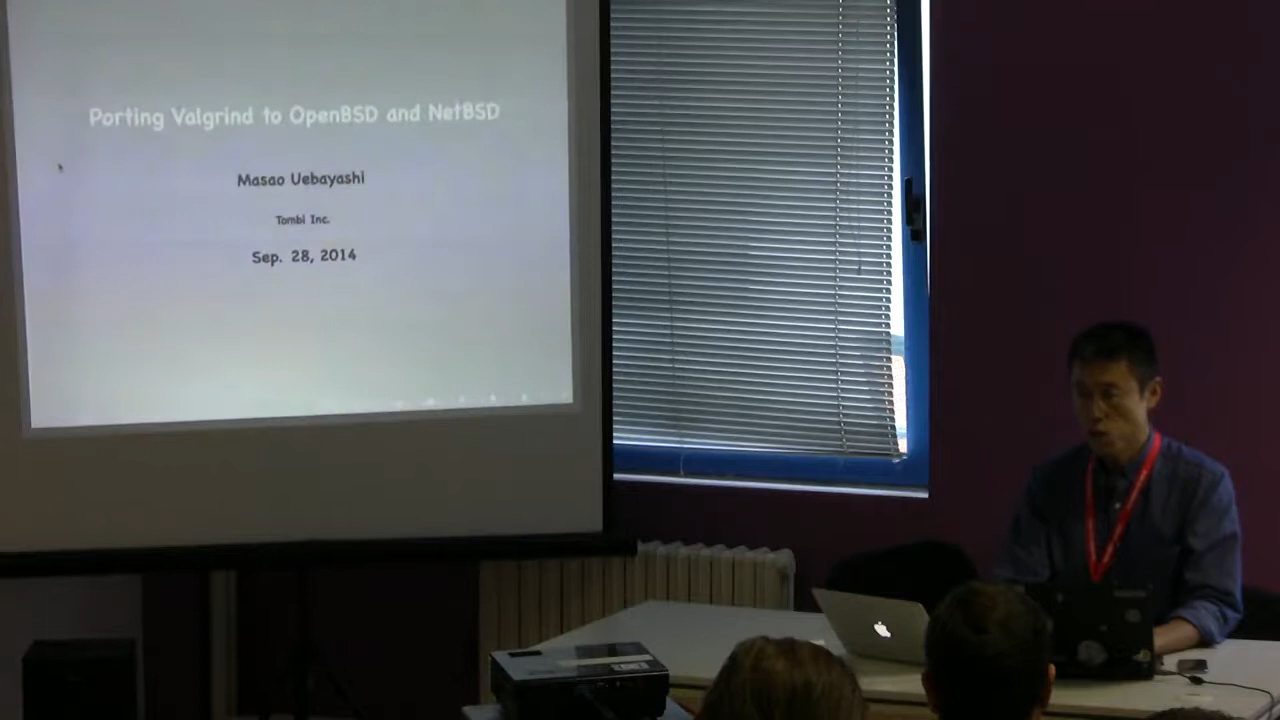 Porting Valgrind to OpenBSD and NetBSD
Masao Uebayashi
Tombi Inc.
Sep. 28, 2014